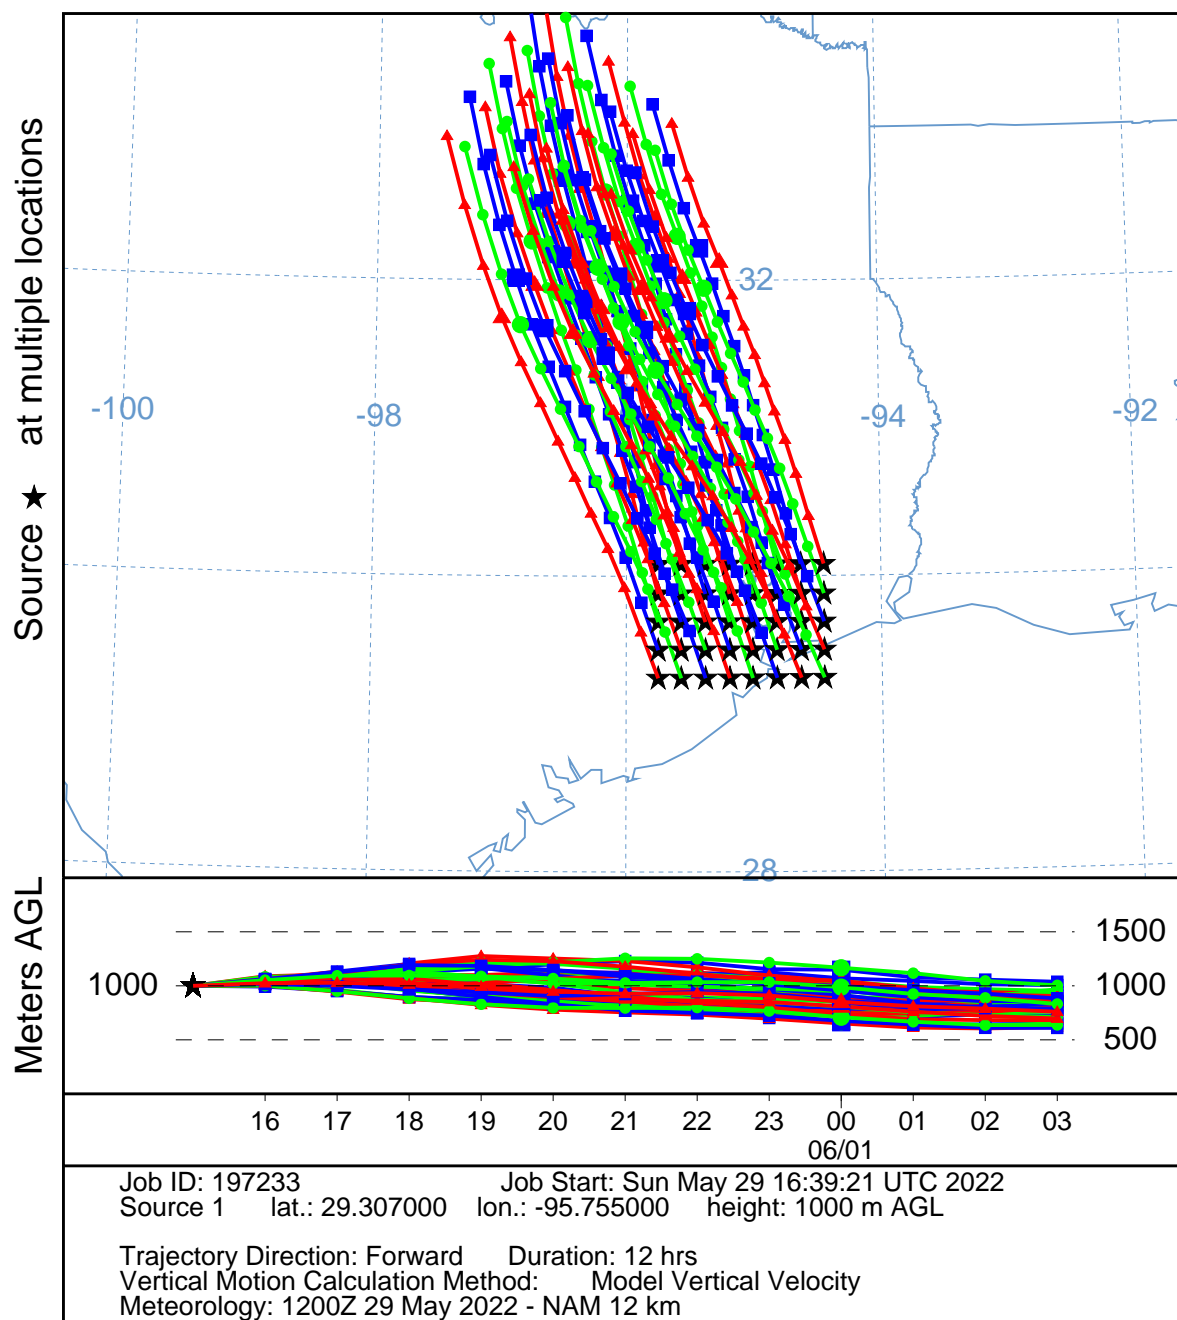 Source ★ at multiple locations
32
-100
-98
-94
-92
28
Meters AGL
1500
1000
1000
500
16 17 18 19 20 21 22 23 00 01 02 03
06/01
Job ID: 197233 Job Start: Sun May 29 16:39:21 UTC 2022
Source 1 lat.: 29.307000 lon.: -95.755000 height: 1000 m AGL
Trajectory Direction: Forward Duration: 12 hrs
Vertical Motion Calculation Method: Model Vertical Velocity
Meteorology: 1200Z 29 May 2022 - NAM 12 km